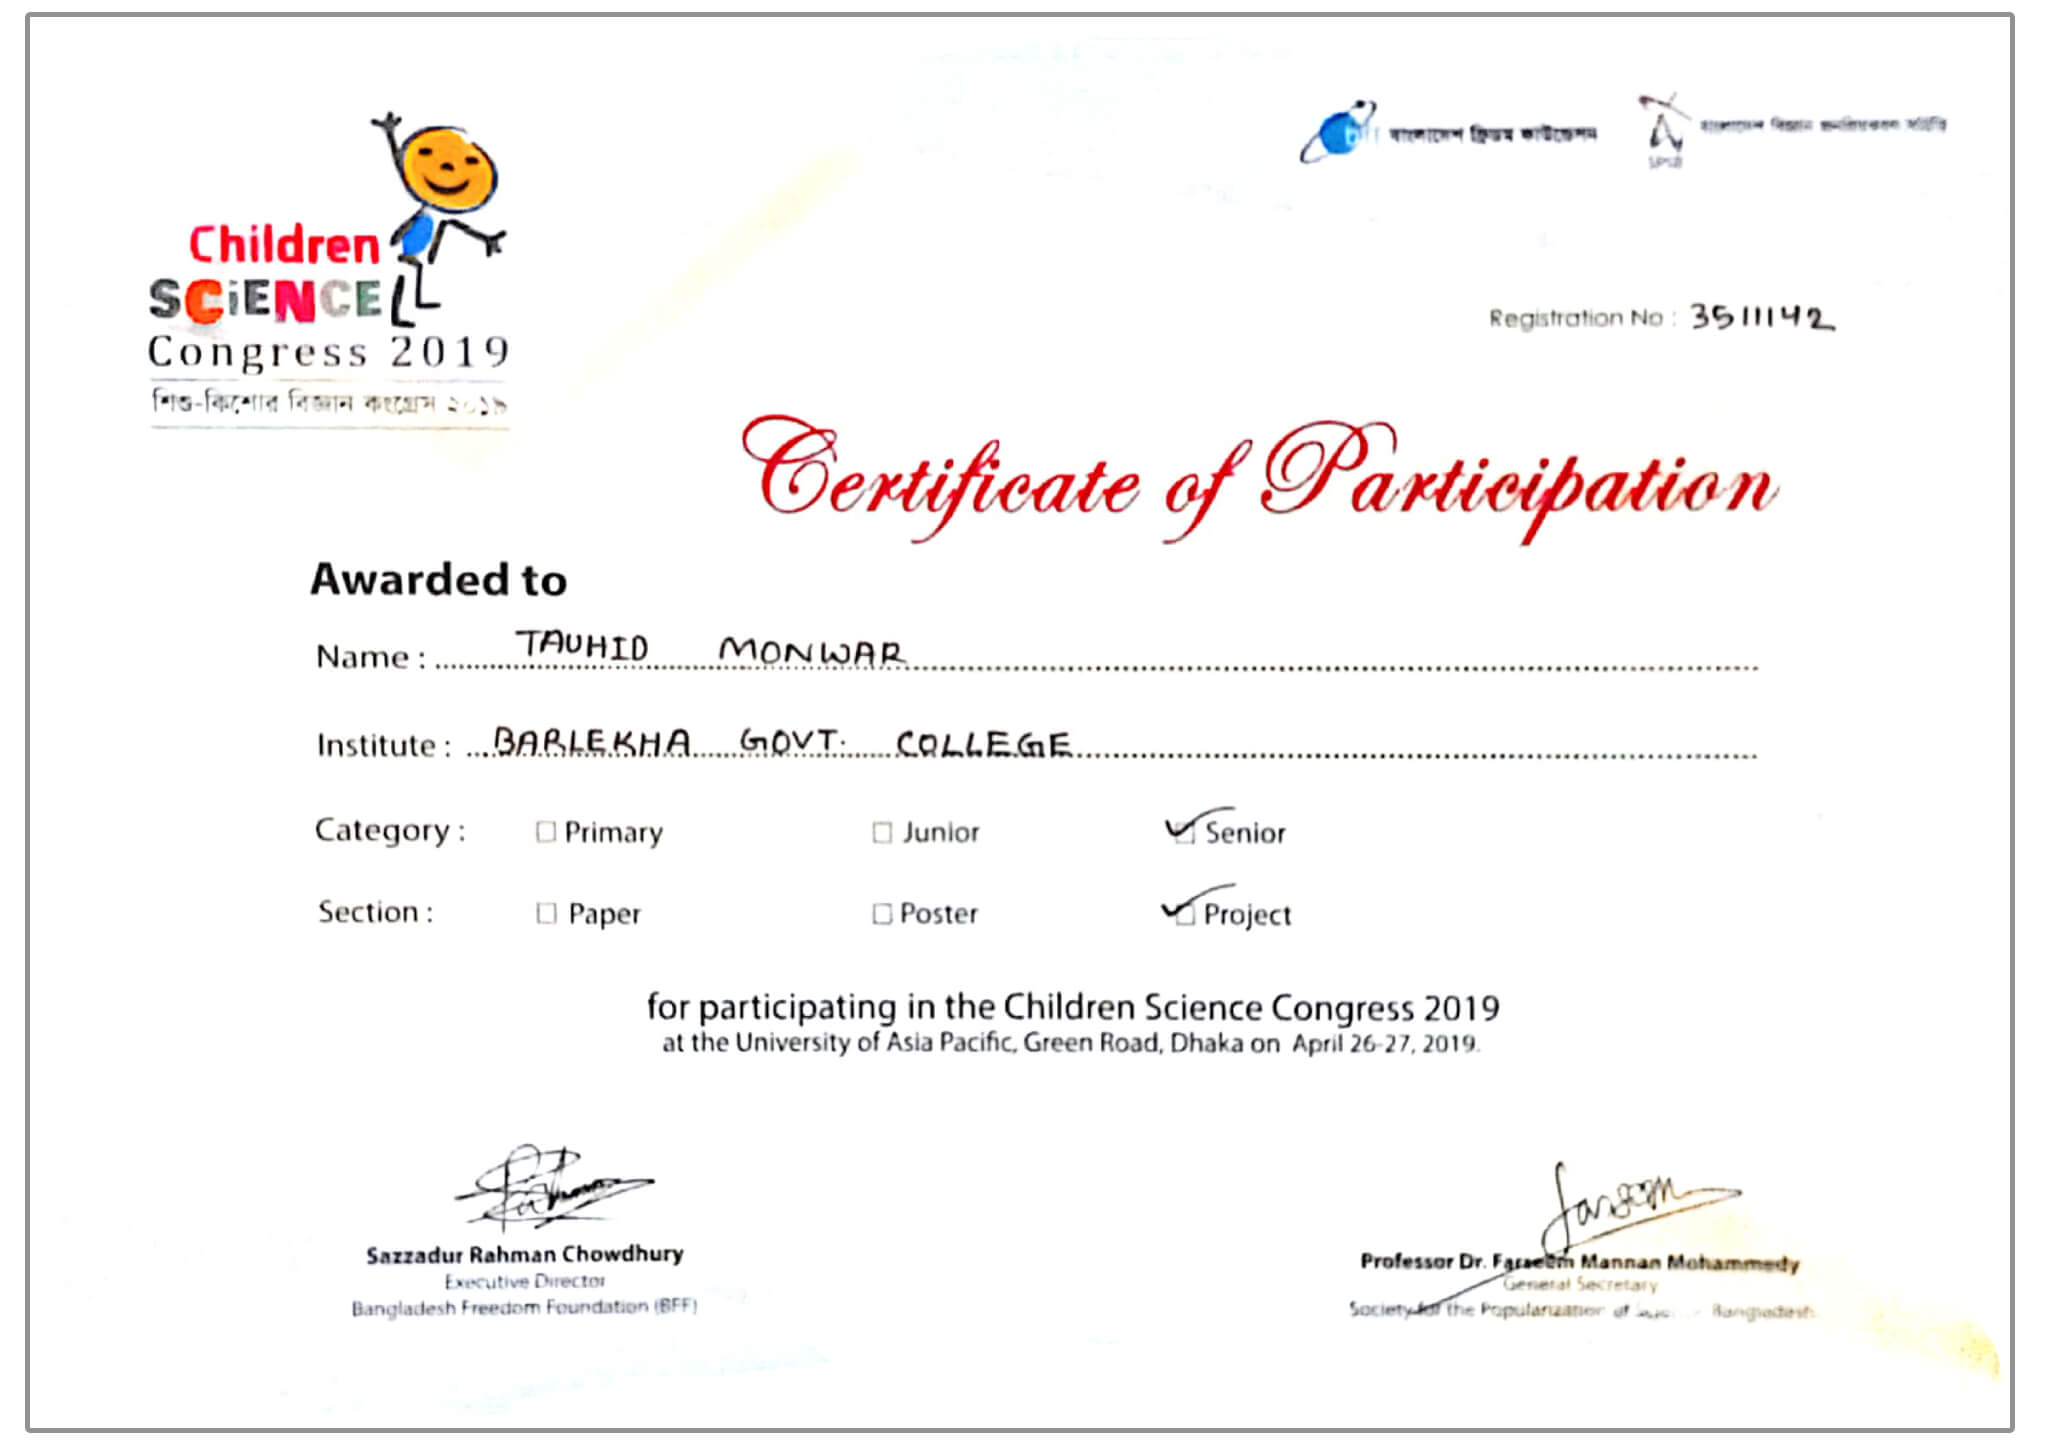 Children
SCiENCE
Congress 2019
শিশু-কিশোর বিজ্ঞান কংগ্রেস ২০১৯
bff বাংলাদেশ ফ্রিডম ফাউন্ডেশন
SPSB বাংলাদেশ বিজ্ঞান জনপ্রিয়করণ সমিতি
Registration No : 3511142
Certificate of Participation
Awarded to
Name : TAUHID MONWAR
Institute : BARLEKHA GOVT. COLLEGE
Category : Primary Junior Senior
Section : Paper Poster Project
for participating in the Children Science Congress 2019
at the University of Asia Pacific, Green Road, Dhaka on April 26-27, 2019.
Sazzadur Rahman Chowdhury
Executive Director
Bangladesh Freedom Foundation (BFF)
Professor Dr. Farseem Mannan Mohammedy
General Secretary
Society for the Popularization of Bangladesh